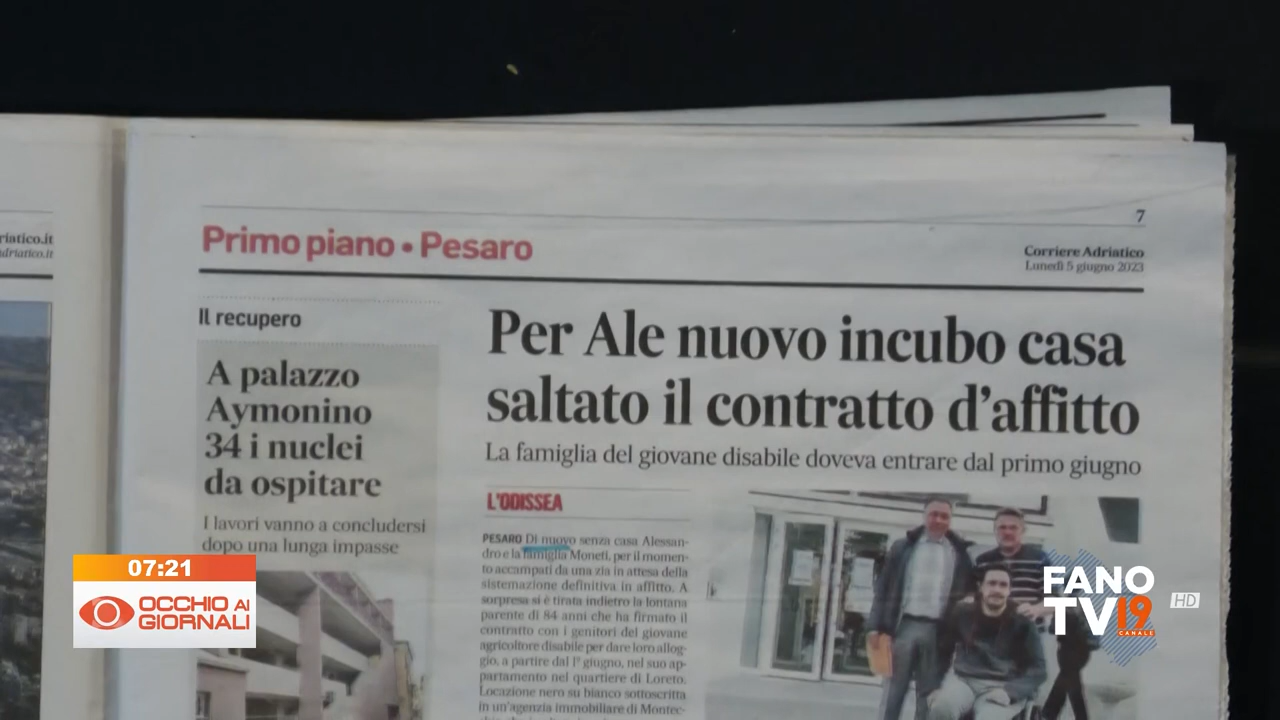 riatico.it
driatico.it
7
Primo piano • Pesaro
Corriere Adriatico
Lunedì 5 giugno 2023
Il recupero
A palazzo
Aymonino
34 i nuclei
da ospitare
I lavori vanno a concludersi
dopo una lunga impasse
Per Ale nuovo incubo casa
saltato il contratto d'affitto
La famiglia del giovane disabile doveva entrare dal primo giugno
L'ODISSEA
PESARO Di nuovo senza casa Alessan-
dro e la famiglia Moneti, per il momen-
to accampati da una zia in attesa della
sistemazione definitiva in affitto. A
sorpresa si è tirata indietro la lontana
parente di 84 anni che ha firmato il
contratto con i genitori del giovane
agricoltore disabile per dare loro allog-
gio, a partire dal 1° giugno, nel suo ap-
partamento nel quartiere di Loreto.
Locazione nero su bianco sottoscritta
in un'agenzia immobiliare di Montec-
07:21
OCCHIO AI
GIORNALI
FANO
TV19
CANALE
HD